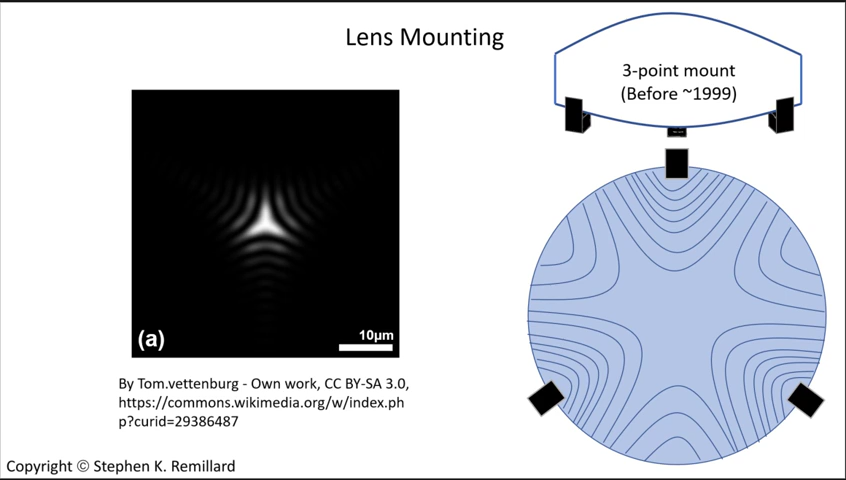 Lens Mounting
3-point mount
(Before ~1999)
(a)
10µm
By Tom.vettenburg - Own work, CC BY-SA 3.0,
https://commons.wikimedia.org/w/index.ph
p?curid=29386487
Copyright © Stephen K. Remillard